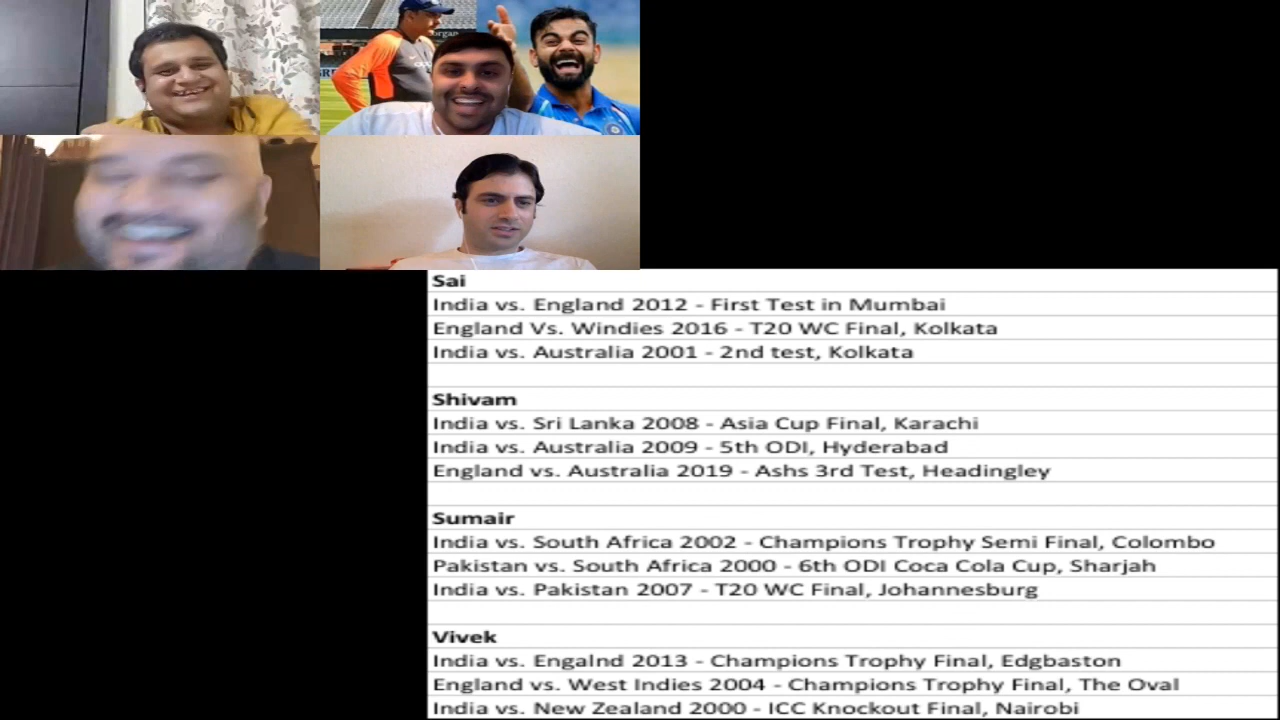 organ
Sai
India vs. England 2012 - First Test in Mumbai
England Vs. Windies 2016 - T20 WC Final, Kolkata
India vs. Australia 2001 - 2nd test, Kolkata
Shivam
India vs. Sri Lanka 2008 - Asia Cup Final, Karachi
India vs. Australia 2009 - 5th ODI, Hyderabad
England vs. Australia 2019 - Ashs 3rd Test, Headingley
Sumair
India vs. South Africa 2002 - Champions Trophy Semi Final, Colombo
Pakistan vs. South Africa 2000 - 6th ODI Coca Cola Cup, Sharjah
India vs. Pakistan 2007 - T20 WC Final, Johannesburg
Vivek
India vs. Engalnd 2013 - Champions Trophy Final, Edgbaston
England vs. West Indies 2004 - Champions Trophy Final, The Oval
India vs. New Zealand 2000 - ICC Knockout Final, Nairobi